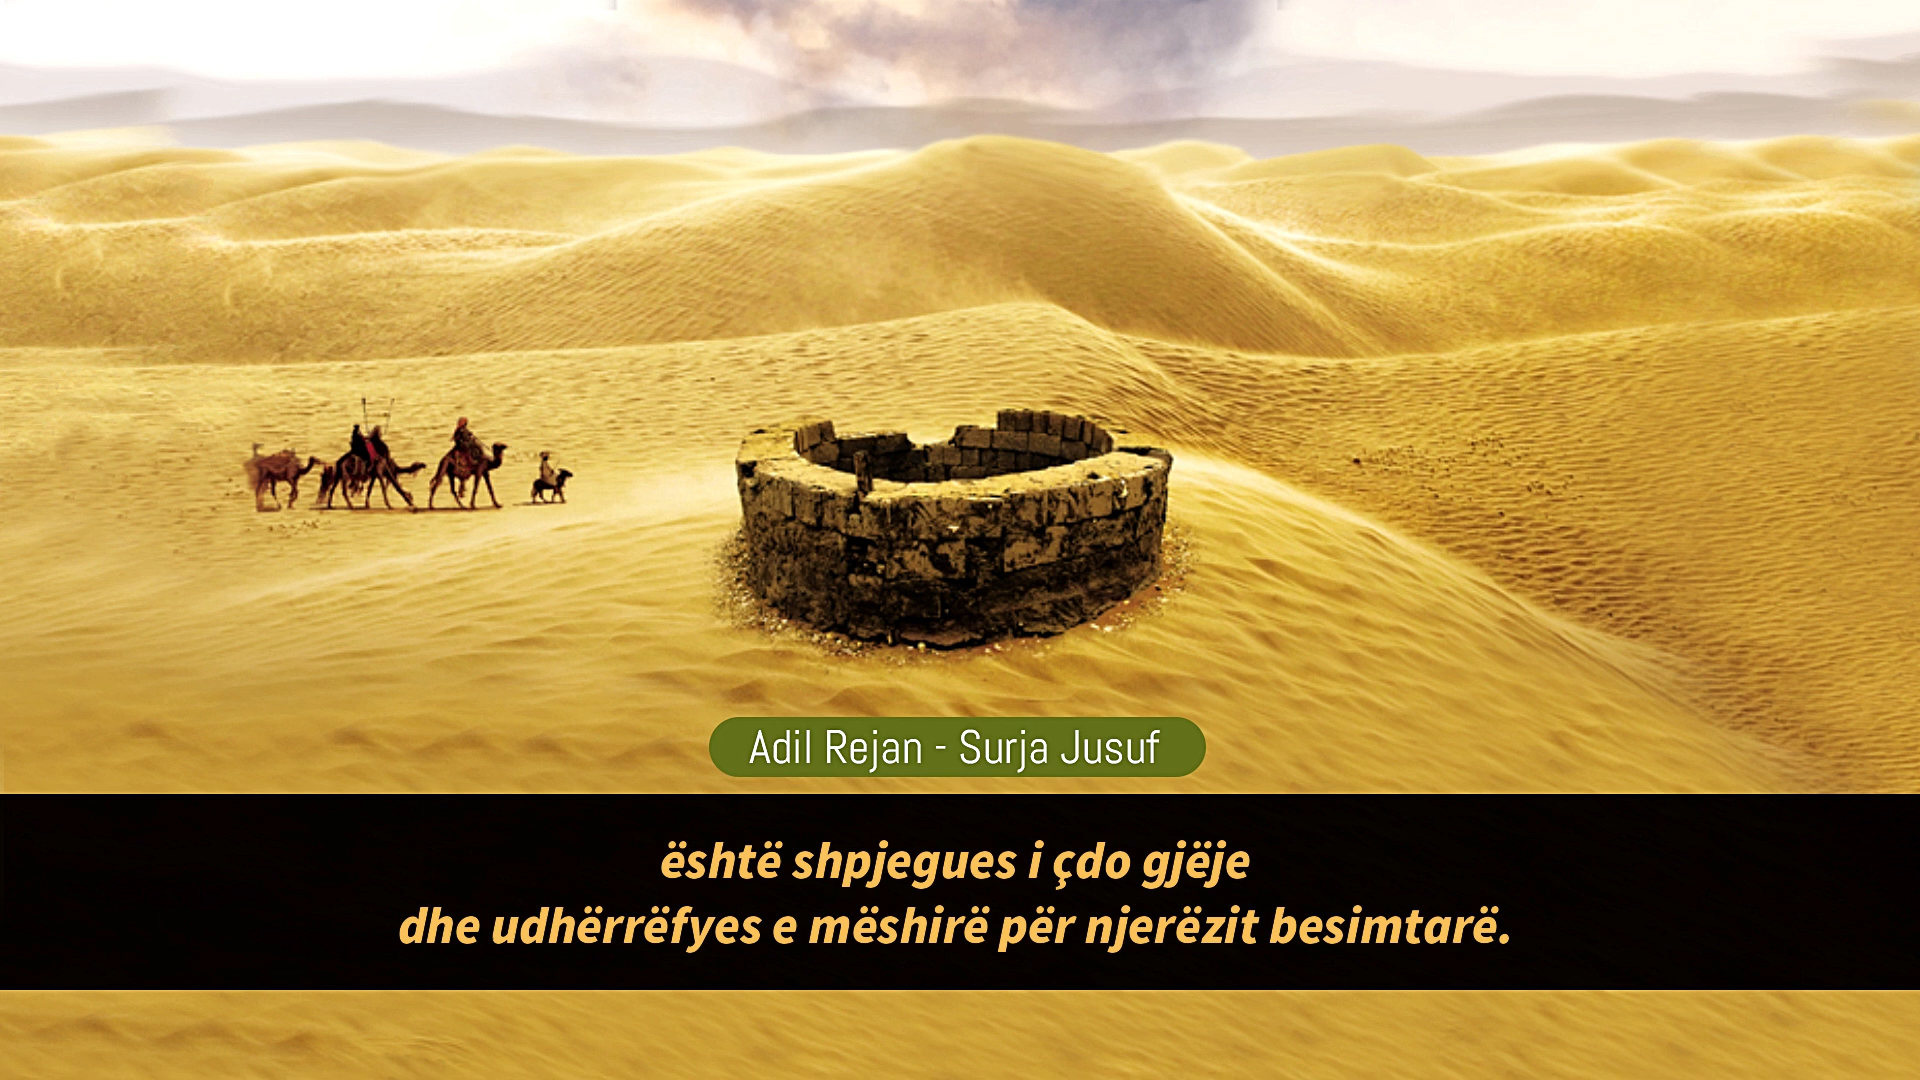 Adil Rejan - Surja Jusuf
është shpjegues i çdo gjëje
dhe udhërrëfyes e mëshirë për njerëzit besimtarë.